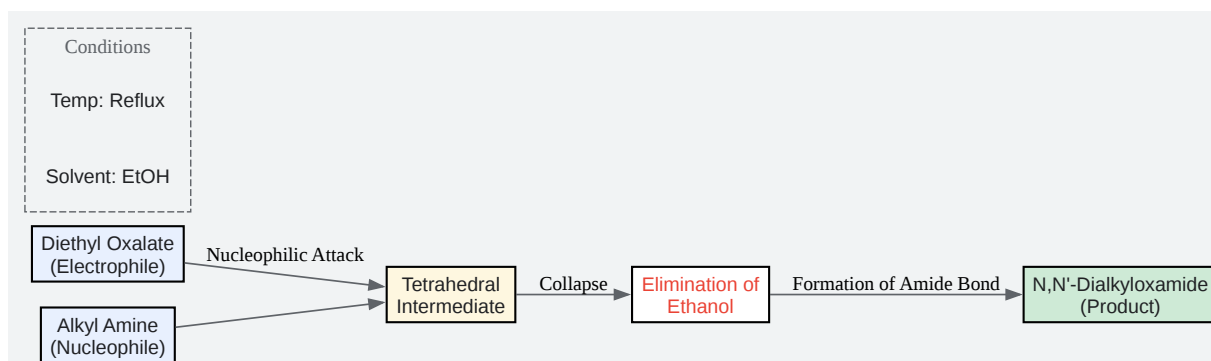 Conditions
Temp: Reflux
Solvent: EtOH
Diethyl Oxalate
(Electrophile)
Nucleophilic Attack
Alkyl Amine
(Nucleophile)
Tetrahedral
Intermediate
Collapse
Elimination of
Ethanol
Formation of Amide Bond
N,N'-Dialkyloxamide
(Product)